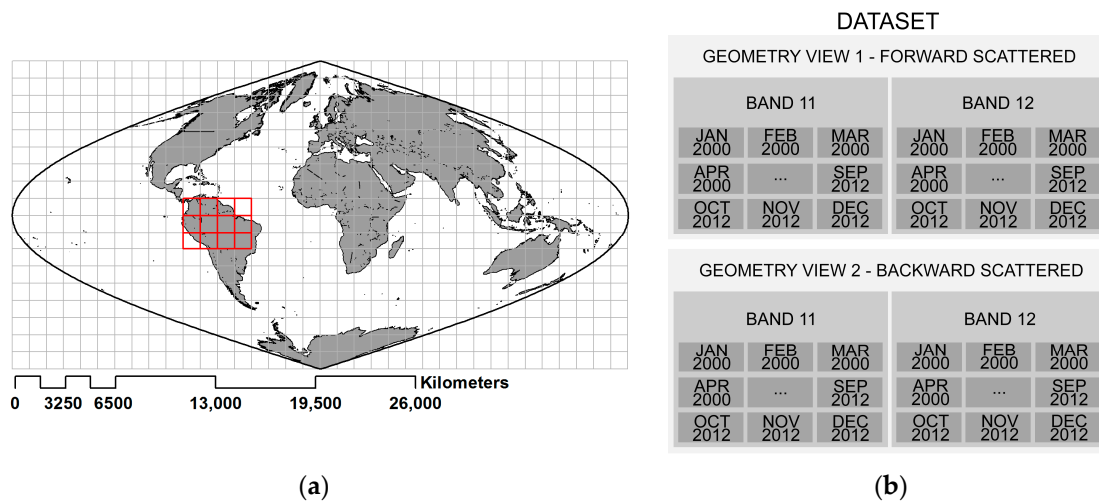 DATASET
GEOMETRY VIEW 1 - FORWARD SCATTERED
BAND 11
BAND 12
JAN 2000
FEB 2000
MAR 2000
JAN 2000
FEB 2000
MAR 2000
APR 2000
...
SEP 2012
APR 2000
...
SEP 2012
OCT 2012
NOV 2012
DEC 2012
OCT 2012
NOV 2012
DEC 2012
GEOMETRY VIEW 2 - BACKWARD SCATTERED
BAND 11
BAND 12
JAN 2000
FEB 2000
MAR 2000
JAN 2000
FEB 2000
MAR 2000
APR 2000
...
SEP 2012
APR 2000
...
SEP 2012
OCT 2012
NOV 2012
DEC 2012
OCT 2012
NOV 2012
DEC 2012
Kilometers
0 3250 6500 13,000 19,500 26,000
(a)
(b)